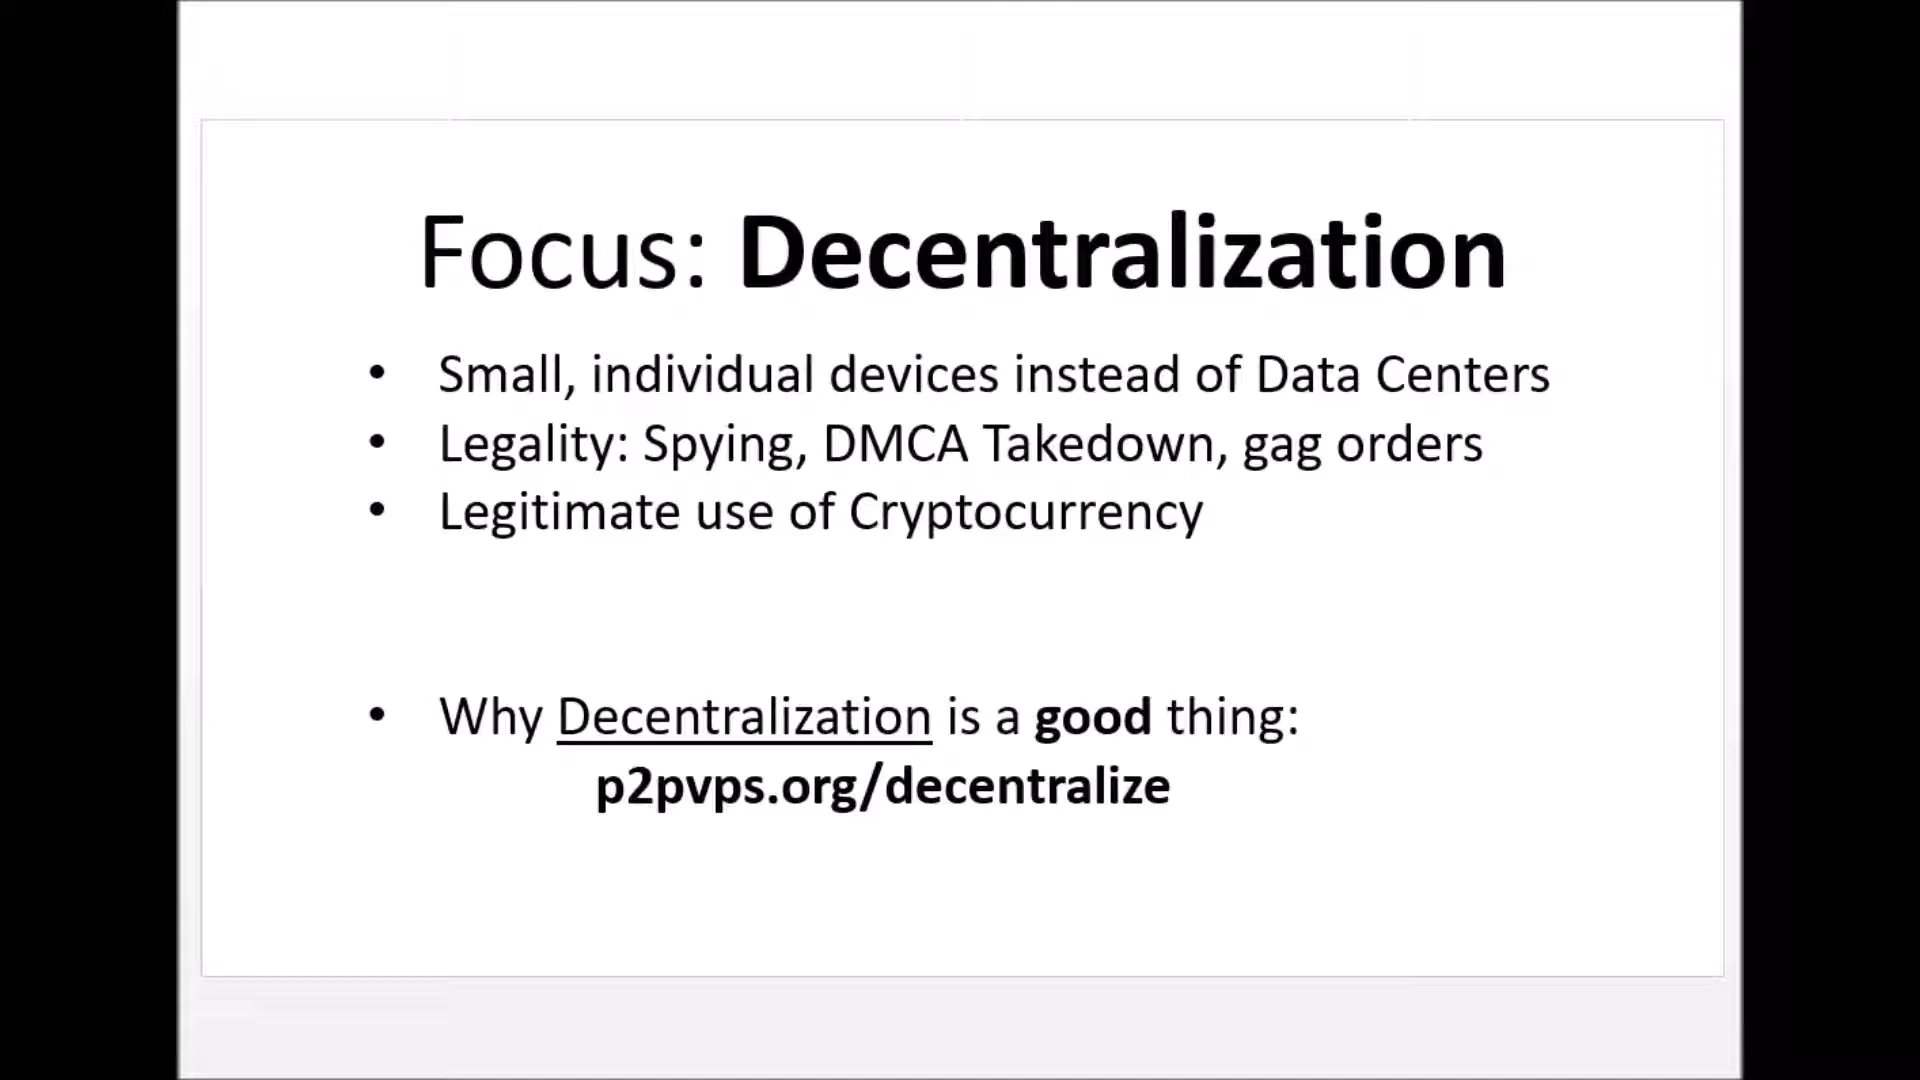 Focus: Decentralization
• Small, individual devices instead of Data Centers
• Legality: Spying, DMCA Takedown, gag orders
• Legitimate use of Cryptocurrency
• Why Decentralization is a good thing:
p2pvps.org/decentralize